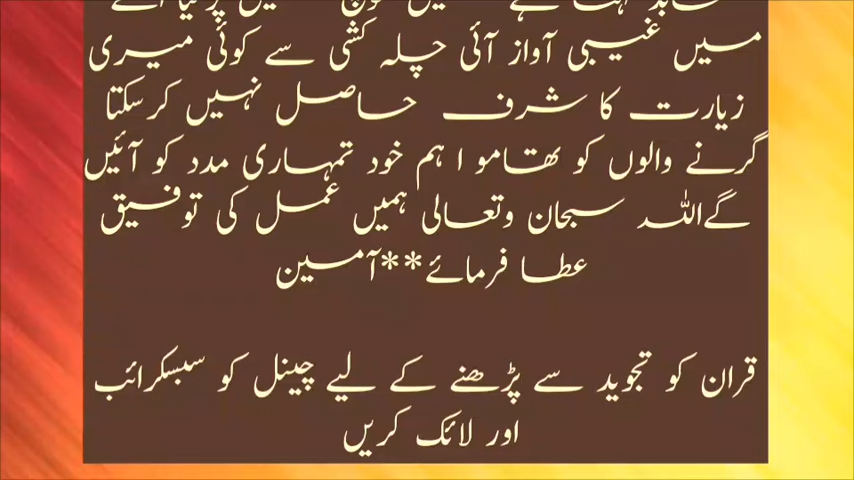 میں غیبی آواز آئی چلہ کشی سے کوئی میری
زیارت کا شرف حاصل نہیں کرسکتا
گرنے والوں کو تھامو ا ہم خود تمہاری مدد کو آئیں
گےاللہ سبحان وتعالی ہمیں عمل کی توفیق
عطا فرمائے**آمین
قران کو تجوید سے پڑھنے کے لیے چینل کو سبسکرائب
اور لائک کریں